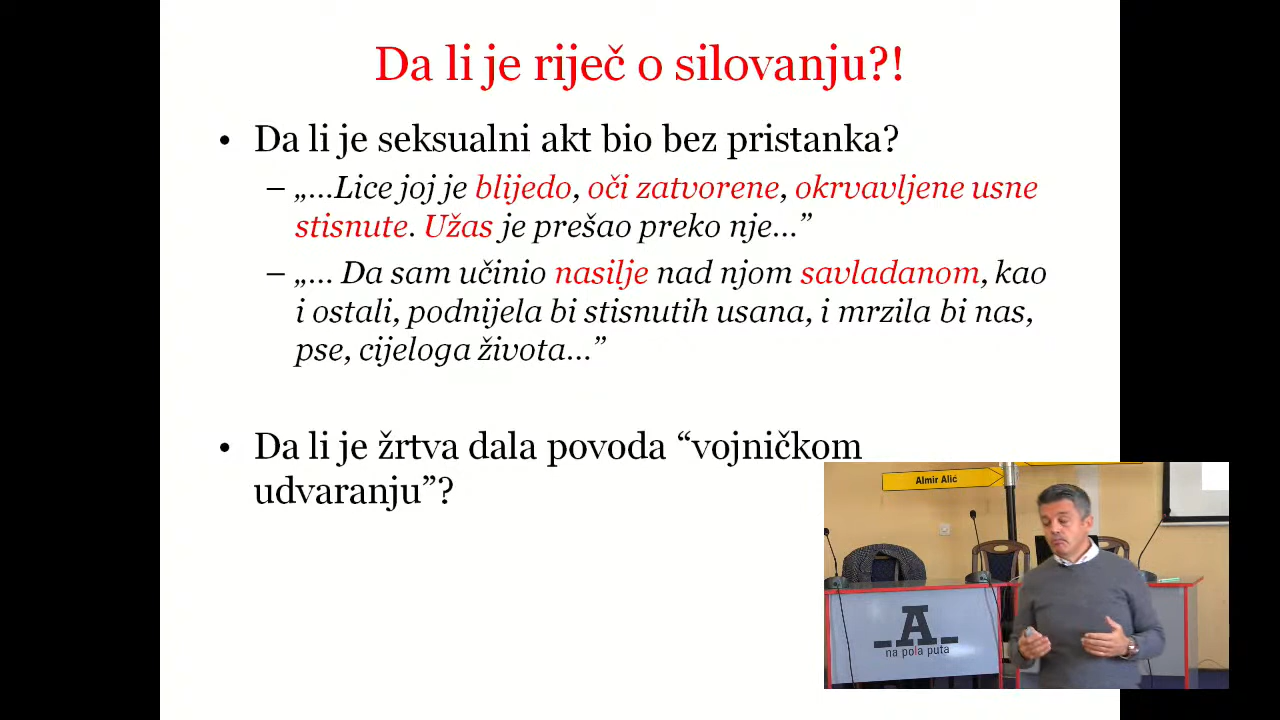 Da li je riječ o silovanju?!
• Da li je seksualni akt bio bez pristanka?
– „…Lice joj je blijedo, oči zatvorene, okrvavljene usne
stisnute. Užas je prešao preko nje…”
– „… Da sam učinio nasilje nad njom savladanom, kao
i ostali, podnijela bi stisnutih usana, i mrzila bi nas,
pse, cijeloga života…”
• Da li je žrtva dala povoda “vojničkom
udvaranju”?
Almir Alić
_A_
na pola puta